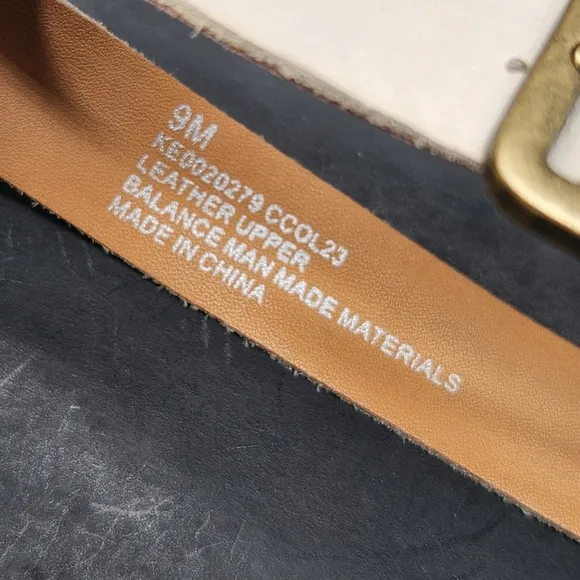 9M
KE0020279 CCOL23
LEATHER UPPER
BALANCE MAN MADE MATERIALS
MADE IN CHINA